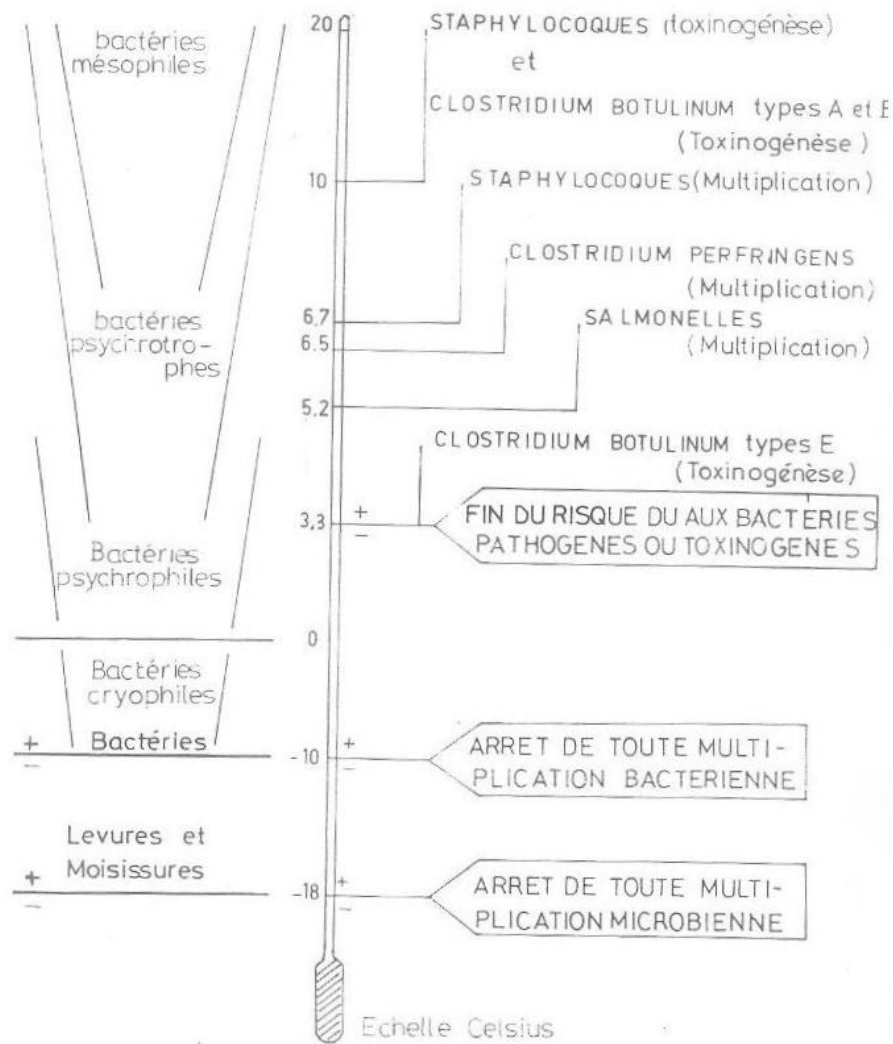 bactéries
mésophiles
bactéries
psychrotro-
phes
Bactéries
psychrophiles
Bactéries
cryophiles
+ Bactéries
–
Levures et
+ Moisissures
–
20
10
6,7
6.5
5,2
3,3
0
-10
-18
STAPHYLOCOQUES (toxinogénèse)
et
CLOSTRIDIUM BOTULINUM types A et
(Toxinogénèse)
STAPHYLOCOQUES (Multiplication)
CLOSTRIDIUM PERFRINGENS
(Multiplication)
SALMONELLES
(Multiplication)
CLOSTRIDIUM BOTULINUM types E
(Toxinogénèse)
+
–
FIN DU RISQUE DU AUX BACTERIES
PATHOGENES OU TOXINOGENES
+
–
ARRET DE TOUTE MULTI-
PLICATION BACTERIENNE
+
–
ARRET DE TOUTE MULTI-
PLICATION MICROBIENNE
Echelle Celsius